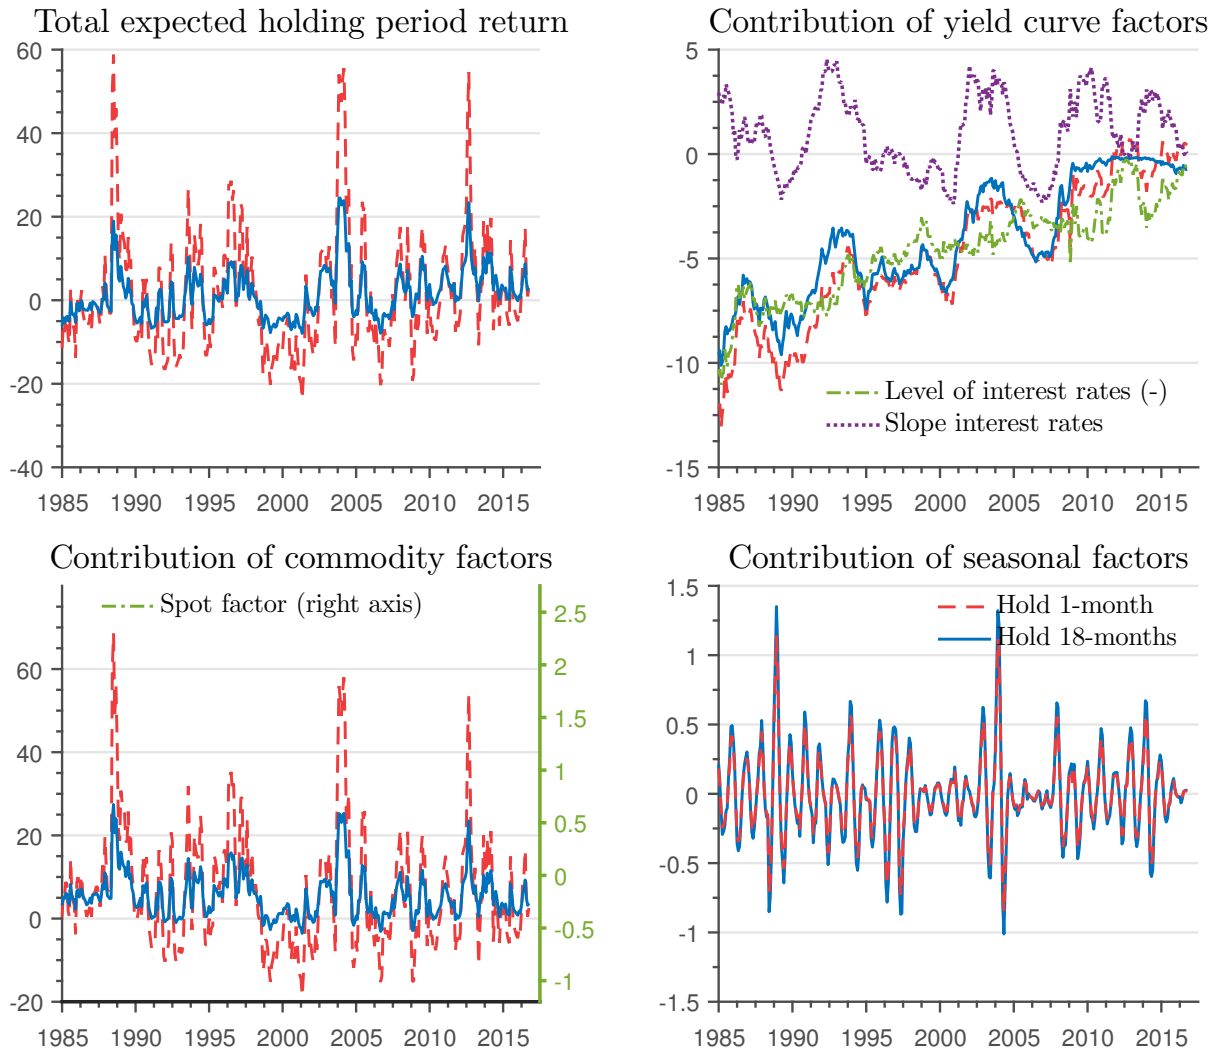 Total expected holding period return
60
40
20
0
-20
-40
1985 1990 1995 2000 2005 2010 2015
Contribution of yield curve factors
5
0
-5
-10
-15
Level of interest rates (-)
Slope interest rates
1985 1990 1995 2000 2005 2010 2015
Contribution of commodity factors
Spot factor (right axis)
60
40
20
0
-20
2.5
2
1.5
1
0.5
0
-0.5
-1
1985 1990 1995 2000 2005 2010 2015
Contribution of seasonal factors
1.5
1
0.5
0
-0.5
-1
-1.5
Hold 1-month
Hold 18-months
1985 1990 1995 2000 2005 2010 2015